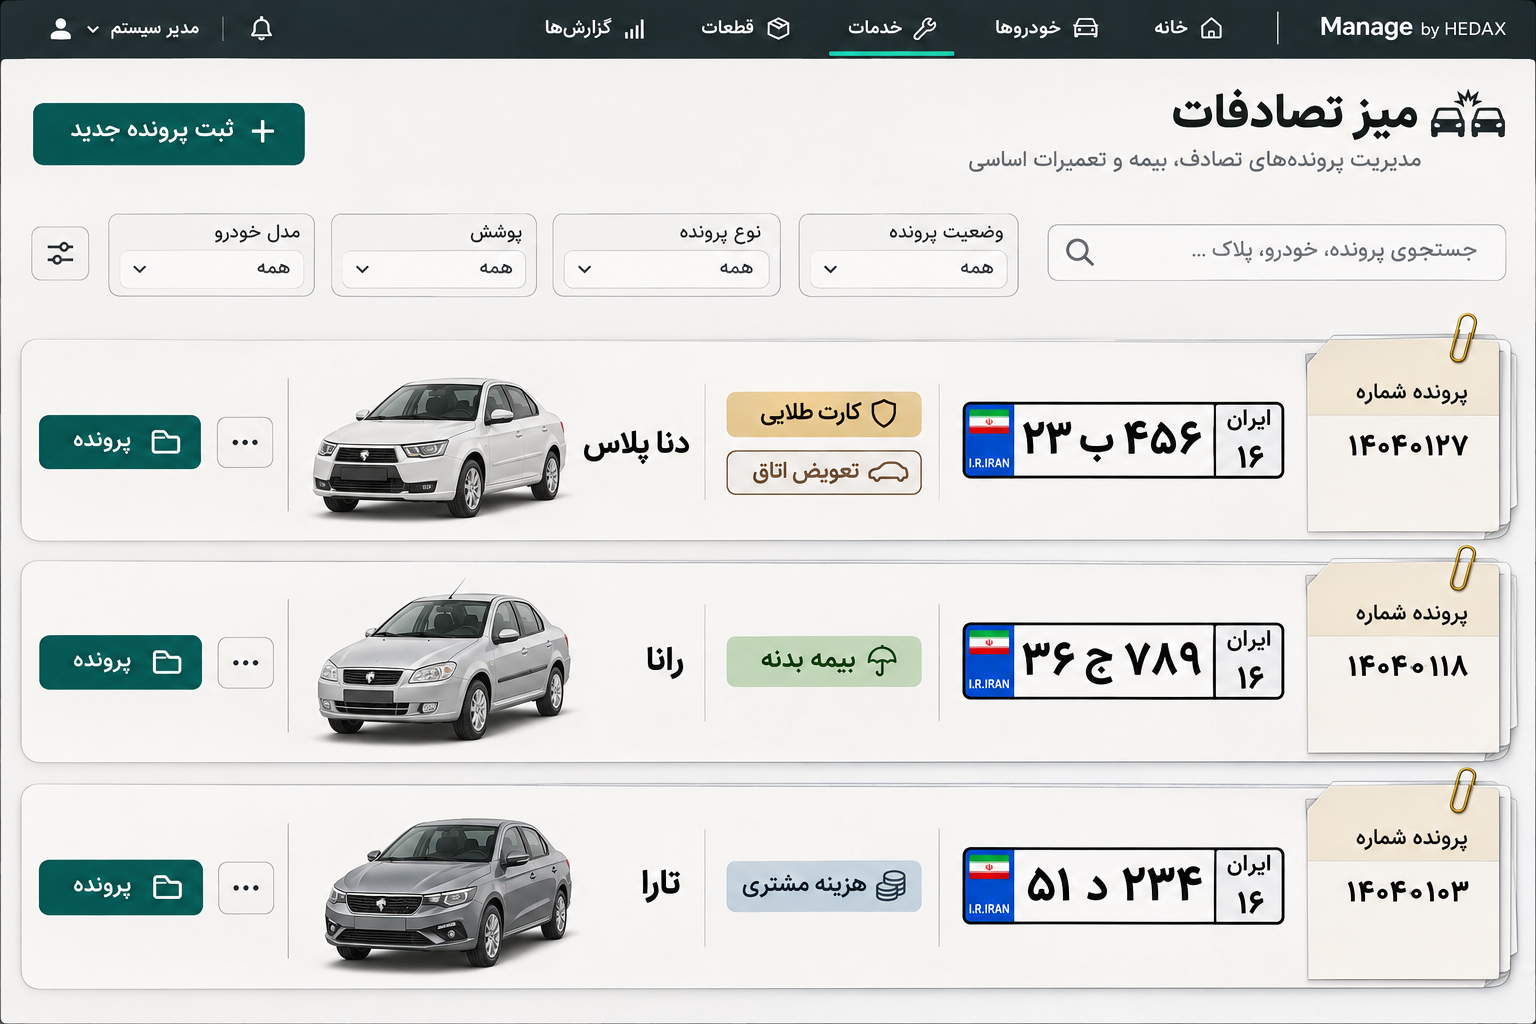 Manage by HEDAX
خانه
خودروها
خدمات
قطعات
گزارش‌ها
مدیر سیستم
میز تصادفات
مدیریت پرونده‌های تصادف، بیمه و تعمیرات اساسی
ثبت پرونده جدید
جستجوی پرونده، خودرو، پلاک ...
وضعیت پرونده
همه
نوع پرونده
همه
پوشش
همه
مدل خودرو
همه
پرونده شماره
۱۴۰۴۰۱۲۷
ایران
۱۶
۲۳ ب ۴۵۶
I.R.IRAN
کارت طلایی
تعویض اتاق
دنا پلاس
پرونده
پرونده شماره
۱۴۰۴۰۱۱۸
ایران
۱۶
۳۶ ج ۷۸۹
I.R.IRAN
بیمه بدنه
رانا
پرونده
پرونده شماره
۱۴۰۴۰۱۰۳
ایران
۱۶
۵۱ د ۲۳۴
I.R.IRAN
هزینه مشتری
تارا
پرونده